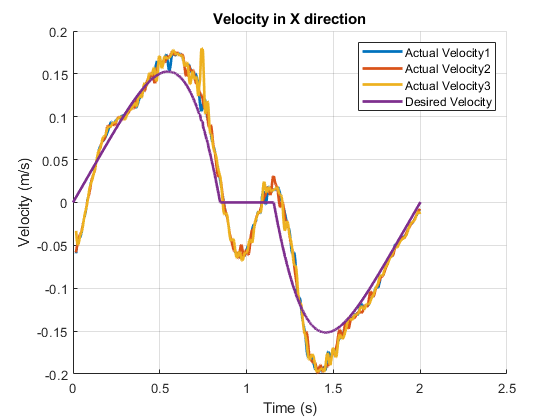 Velocity in X direction
0.2
0.15
0.1
0.05
0
-0.05
-0.1
-0.15
-0.2
Velocity (m/s)
Actual Velocity1
Actual Velocity2
Actual Velocity3
Desired Velocity
0 0.5 1 1.5 2 2.5
Time (s)